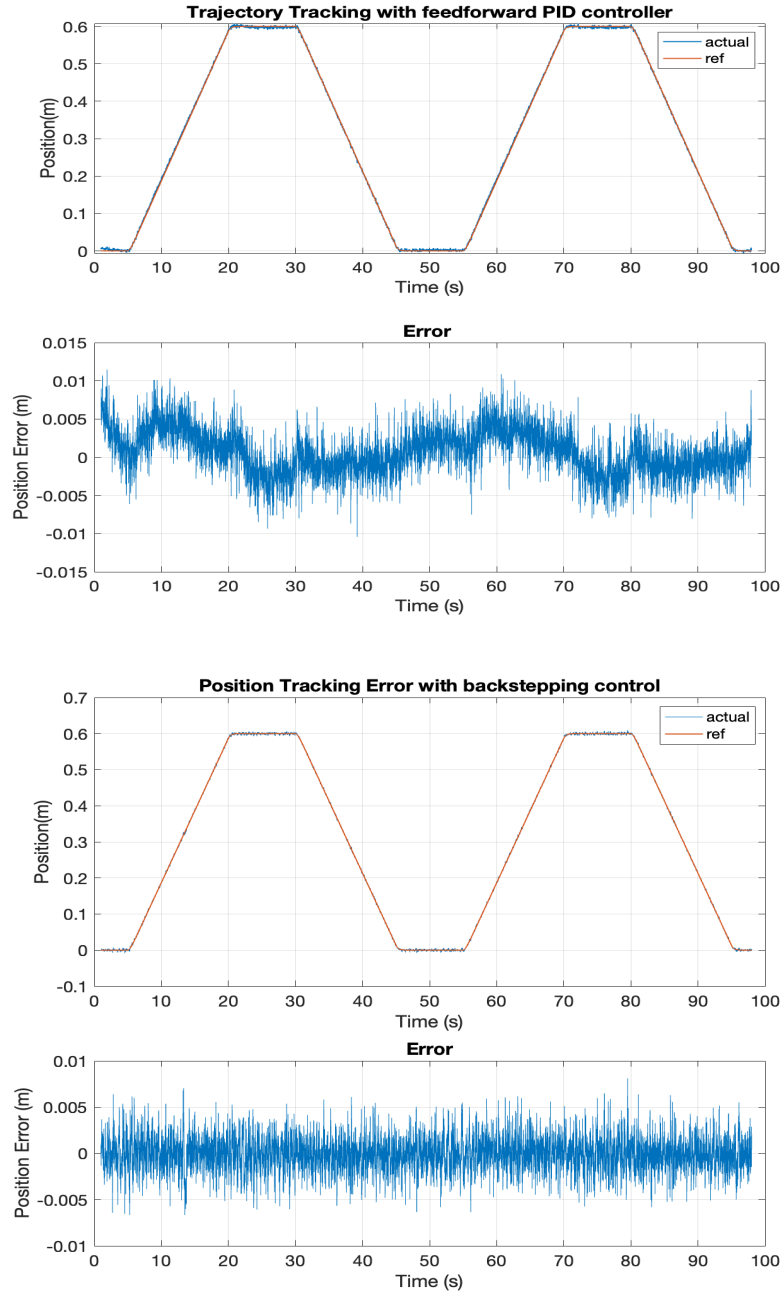 Trajectory Tracking with feedforward PID controller
0.6
0.5
0.4
0.3
0.2
0.1
0
Position(m)
actual
ref
0 10 20 30 40 50 60 70 80 90 100
Time (s)
Error
0.015
0.01
0.005
0
-0.005
-0.01
-0.015
Position Error (m)
0 10 20 30 40 50 60 70 80 90 100
Time (s)
Position Tracking Error with backstepping control
0.7
0.6
0.5
0.4
0.3
0.2
0.1
0
-0.1
Position(m)
actual
ref
0 10 20 30 40 50 60 70 80 90 100
Time (s)
Error
0.01
0.005
0
-0.005
-0.01
Position Error (m)
0 10 20 30 40 50 60 70 80 90 100
Time (s)